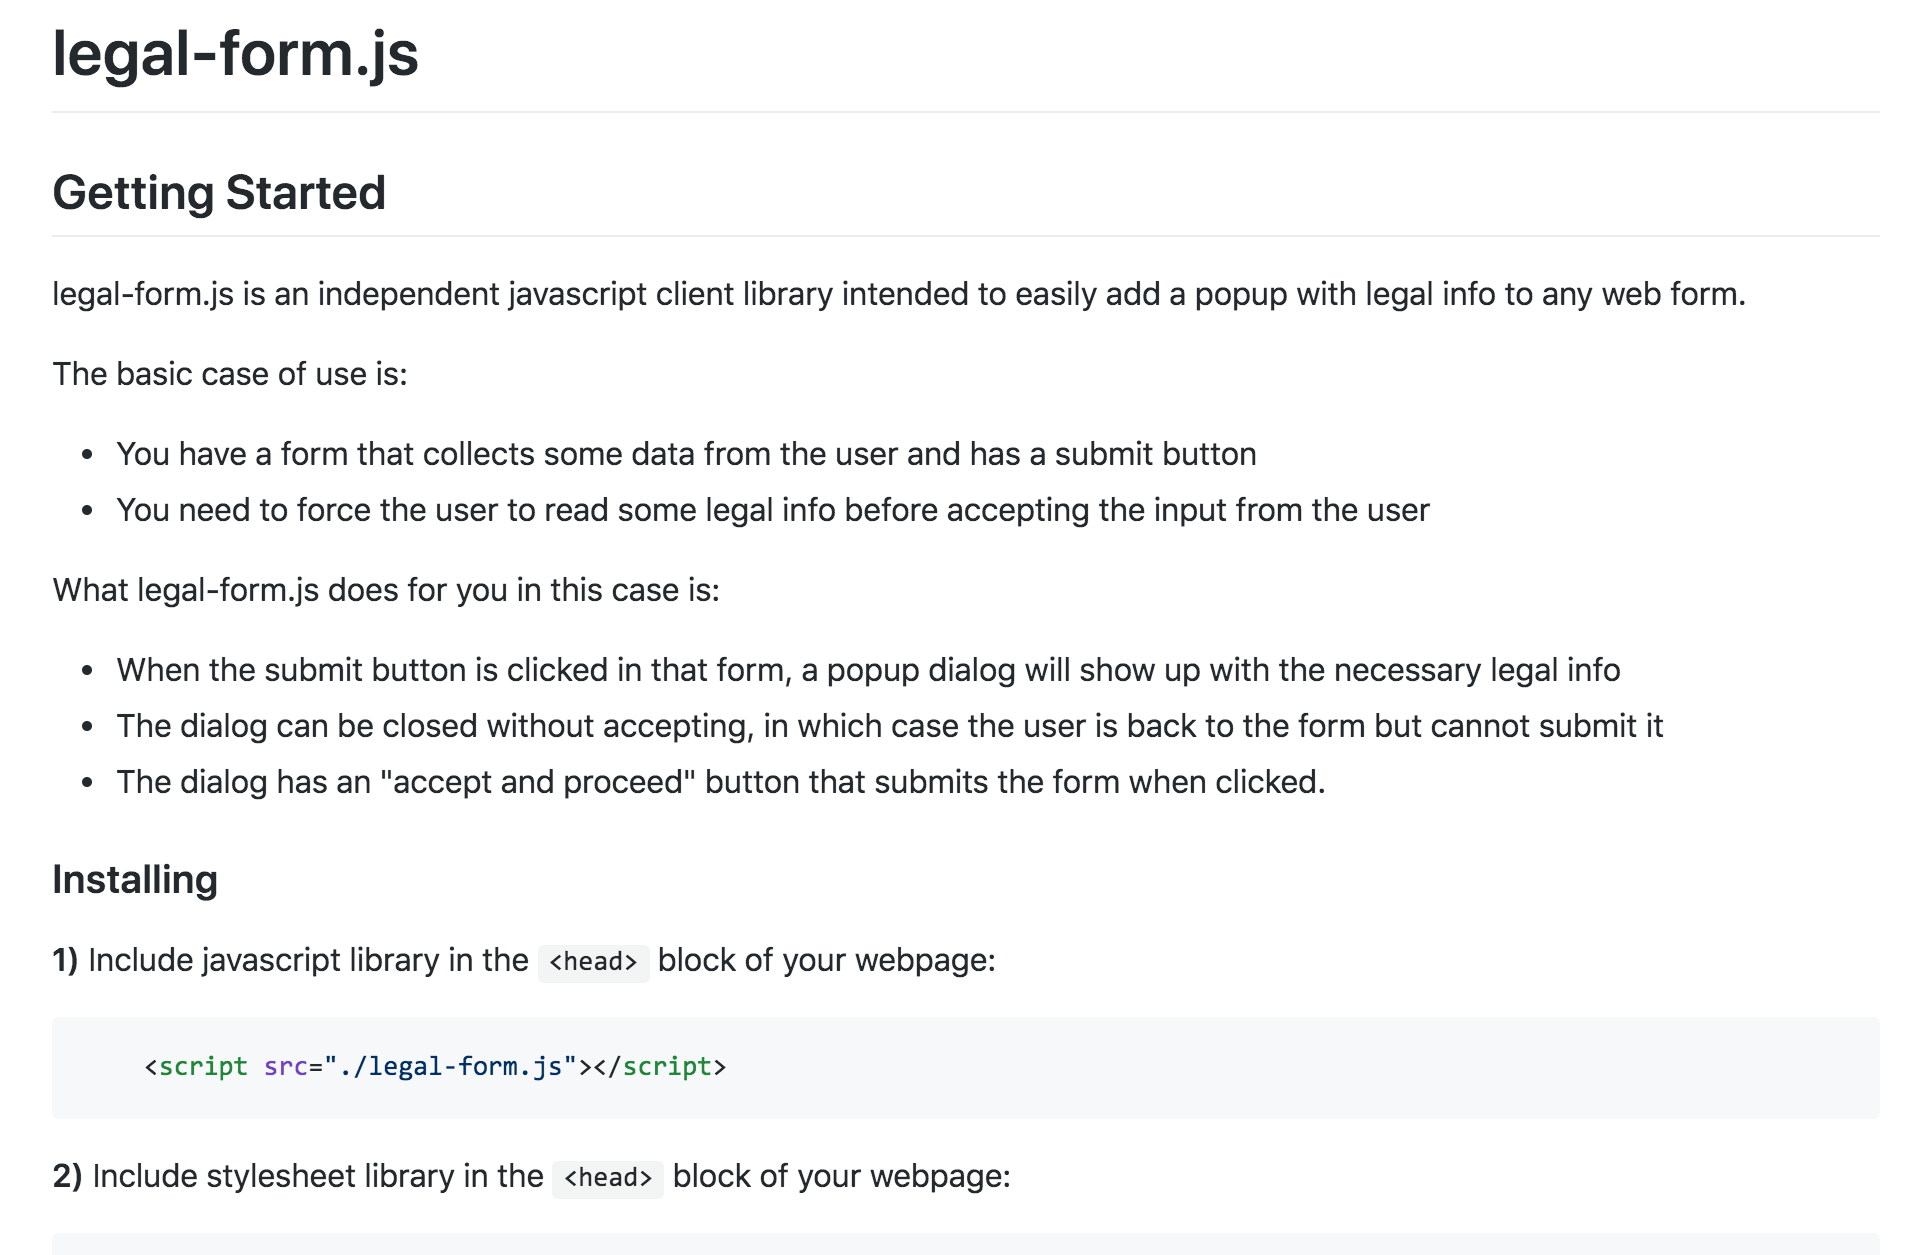 legal-form.js
Getting Started
legal-form.js is an independent javascript client library intended to easily add a popup with legal info to any web form.
The basic case of use is:
• You have a form that collects some data from the user and has a submit button
• You need to force the user to read some legal info before accepting the input from the user
What legal-form.js does for you in this case is:
• When the submit button is clicked in that form, a popup dialog will show up with the necessary legal info
• The dialog can be closed without accepting, in which case the user is back to the form but cannot submit it
• The dialog has an "accept and proceed" button that submits the form when clicked.
Installing
1) Include javascript library in the <head> block of your webpage:
<script src="./legal-form.js"></script>
2) Include stylesheet library in the <head> block of your webpage: